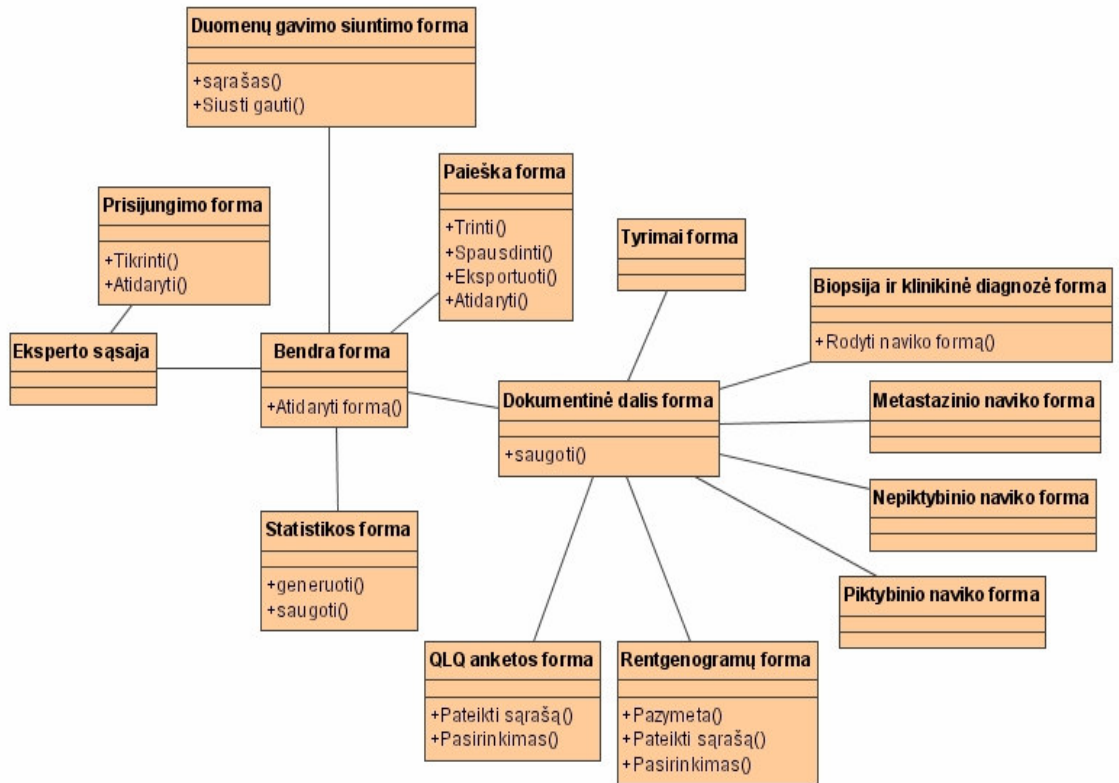 Duomenų gavimo siuntimo forma
+sąrašas()
+Siusti gauti()
Paieška forma
+Trinti()
+Spausdinti()
+Eksportuoti()
+Atidaryti()
Prisijungimo forma
+Tikrinti()
+Atidaryti()
Tyrimai forma
Biopsija ir klinikinė diagnozė forma
+Rodyti naviko formą()
Eksperto sąsaja
Bendra forma
+Atidaryti formą()
Dokumentinė dalis forma
+saugoti()
Metastazinio naviko forma
Nepiktybinio naviko forma
Statistikos forma
+generuoti()
+saugoti()
Piktybinio naviko forma
QLQ anketos forma
+Pateikti sąrašą()
+Pasirinkimas()
Rentgenogramų forma
+Pazymeta()
+Pateikti sąrašą()
+Pasirinkimas()